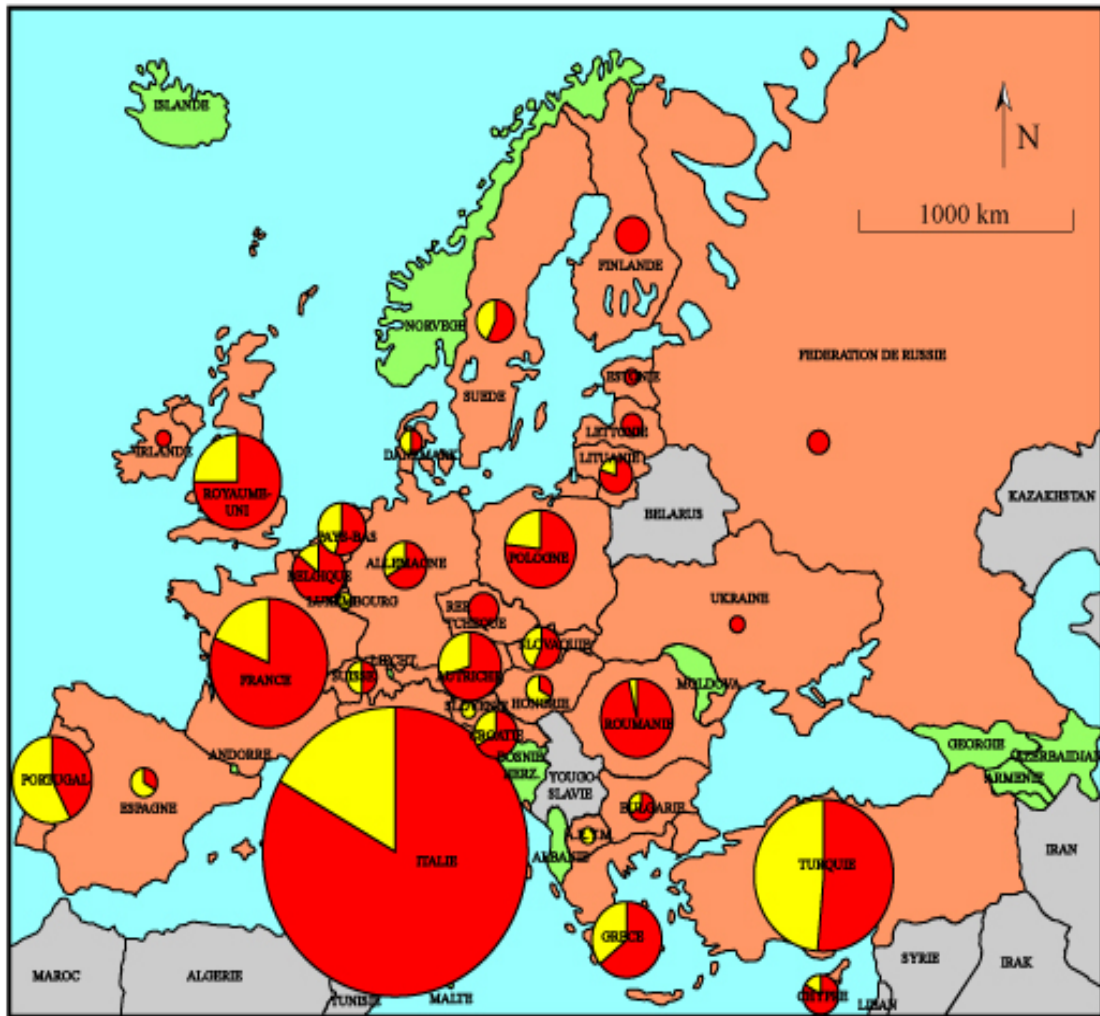 ISLANDE
N
1000 km
FINLANDE
NORVEGE
FEDERATION DE RUSSIE
ESTONIE
SUEDE
LETTONIE
IRLANDE
DANEMARK
LITUANIE
ROYAUME-
UNI
KAZAKHSTAN
BELARUS
PAYS-BAS
POLOGNE
ALLEMAGNE
BELGIQUE
LUXEMBOURG
UKRAINE
REP
TCHEQUE
SLOVAQUIE
LIECHT.
SUISSE
AUTRICHE
FRANCE
MOLDOVA
HONGRIE
SLOVENIE
ROUMANIE
CROATIE
GEORGIE
AZERBAIDJAN
ANDORRE
BOSNIE
HERZ.
YOUGO-
SLAVIE
ARMENIE
PORTUGAL
ESPAGNE
BULGARIE
A.R.Y.M
ALBANIE
ITALIE
TURQUIE
IRAN
GRECE
SYRIE
IRAK
MAROC
ALGERIE
TUNISIE
MALTE
CHYPRE
LIBAN